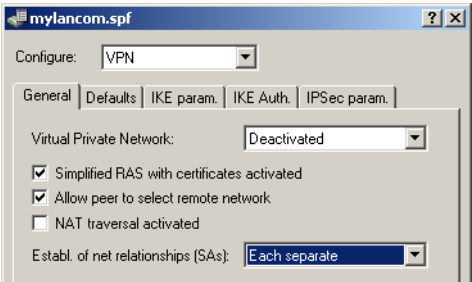 mylancom.spf
Configure: VPN
General Defaults IKE param. IKE Auth. IPSec param.
Virtual Private Network: Deactivated
Simplified RAS with certificates activated
Allow peer to select remote network
NAT traversal activated
Establ. of net relationships (SAs): Each separate